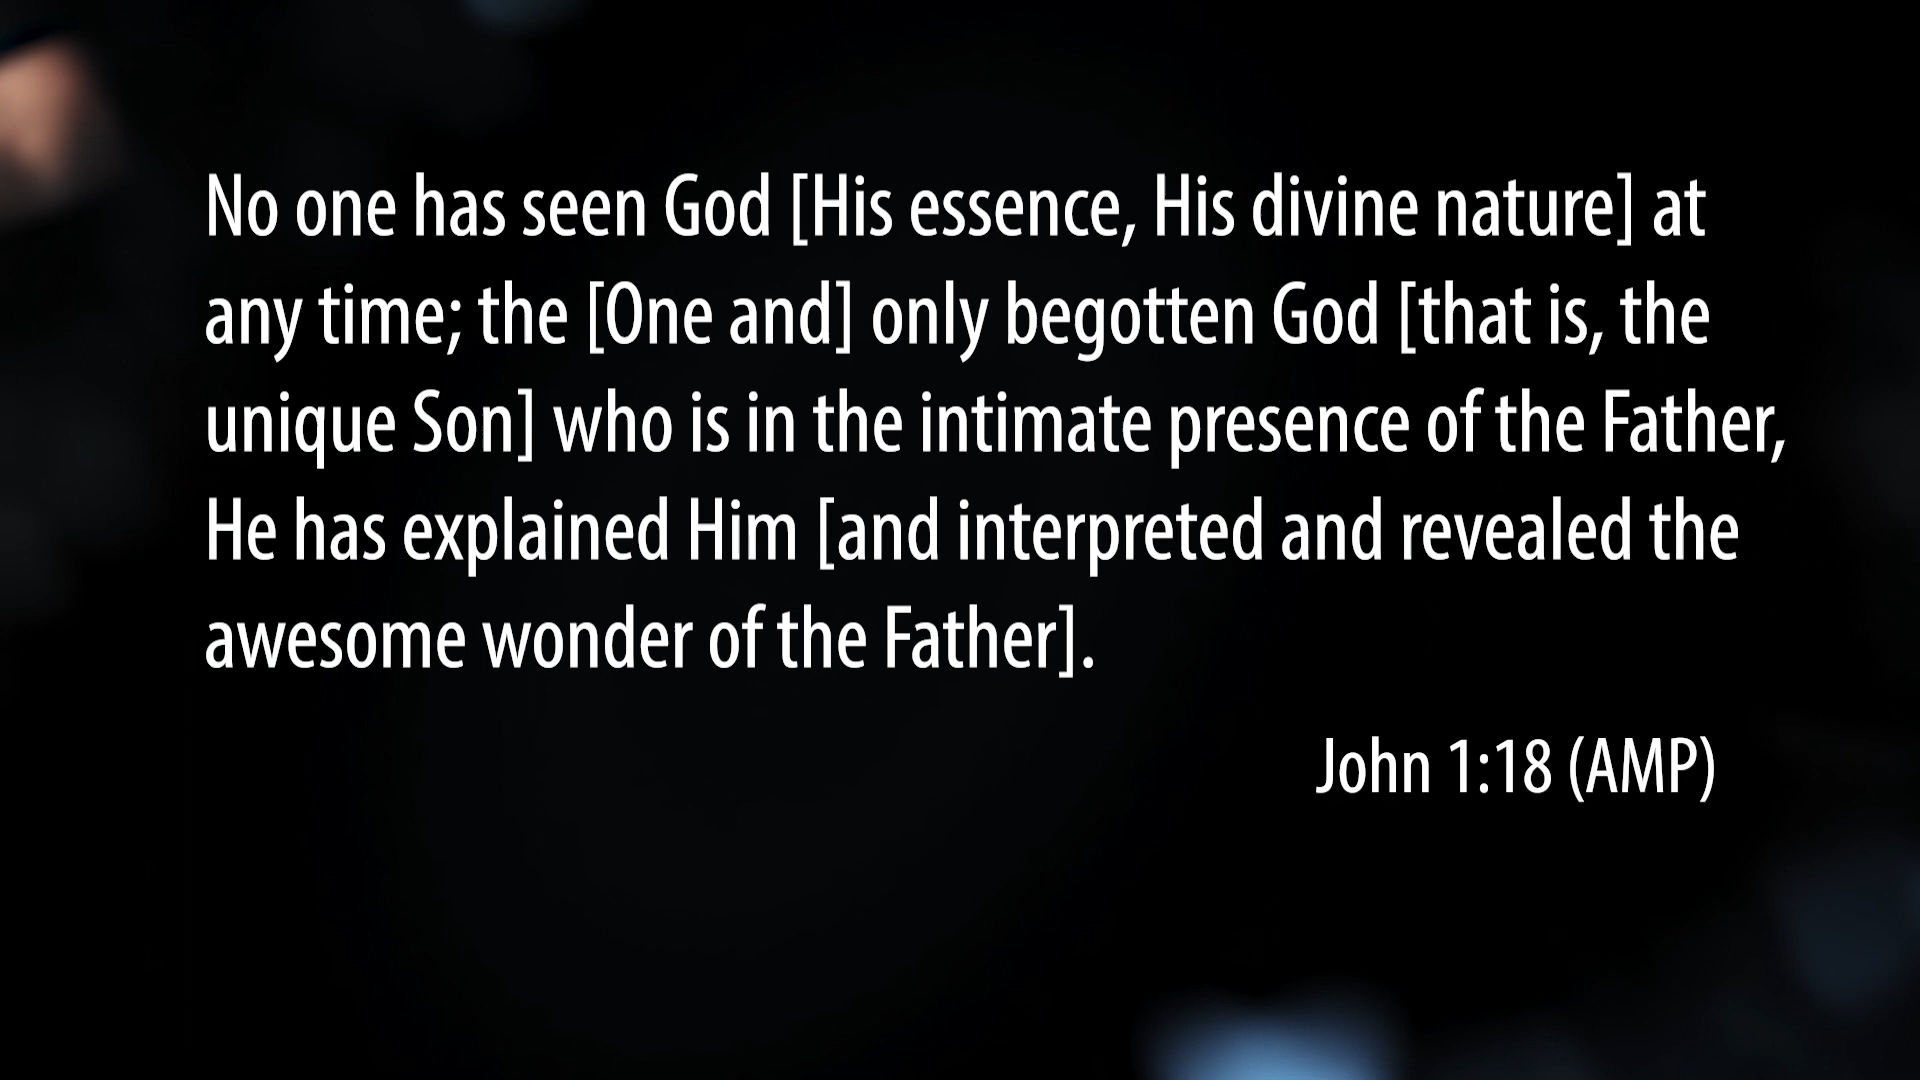 No one has seen God [His essence, His divine nature] at
any time; the [One and] only begotten God [that is, the
unique Son] who is in the intimate presence of the Father,
He has explained Him [and interpreted and revealed the
awesome wonder of the Father].
John 1:18 (AMP)